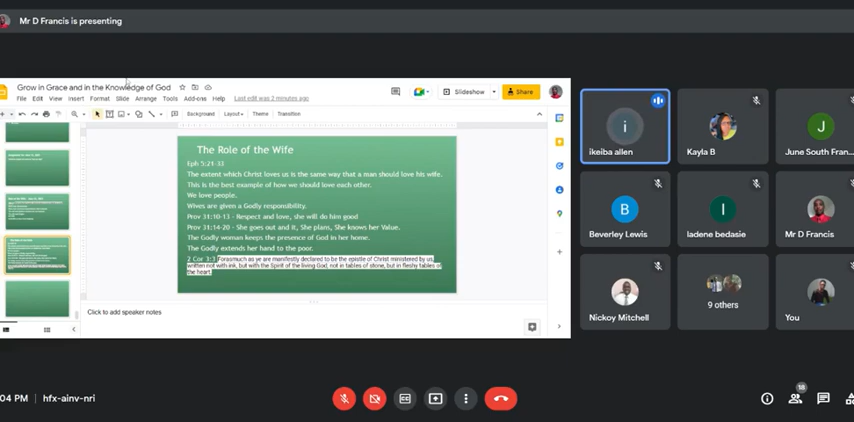 Mr D Francis is presenting
Grow in Grace and in the Knowledge of God
File Edit View Insert Format Slide Arrange Tools Add-ons Help Last edit was 2 minutes ago
Slideshow
Share
Background Layout Theme Transition
The Role of the Wife
Eph 5:21-33
The extent which Christ loves us is the same way that a man should love his wife.
This is the best example of how we should love each other.
We love people.
Wives are given a Godly responsibility.
Prov 31:10-13 - Respect and love, she will do him good
Prov 31:14-20 - She goes out and it, She plans, She knows her Value.
The Godly woman keeps the presence of God in her home.
The Godly extends her hand to the poor.
2 Cor 3:3 Forasmuch as ye are manifestly declared to be the epistle of Christ ministered by us,
written not with ink, but with the Spirit of the living God; not in tables of stone, but in fleshy tables of
the heart.
Click to add speaker notes
i
ikeiba allen
Kayla B
J
June South Fran...
B
Beverley Lewis
I
ladene bedasie
Mr D Francis
Nickoy Mitchell
9 others
You
:04 PM | hfx-ainv-nri
18